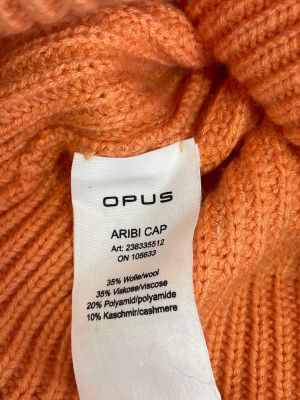 OPUS
ARIBI CAP
Art: 238335512
ON 105633
35% Wolle/wool
35% Viskose/viscose
20% Polyamid/polyamide
10% Kaschmir/cashmere